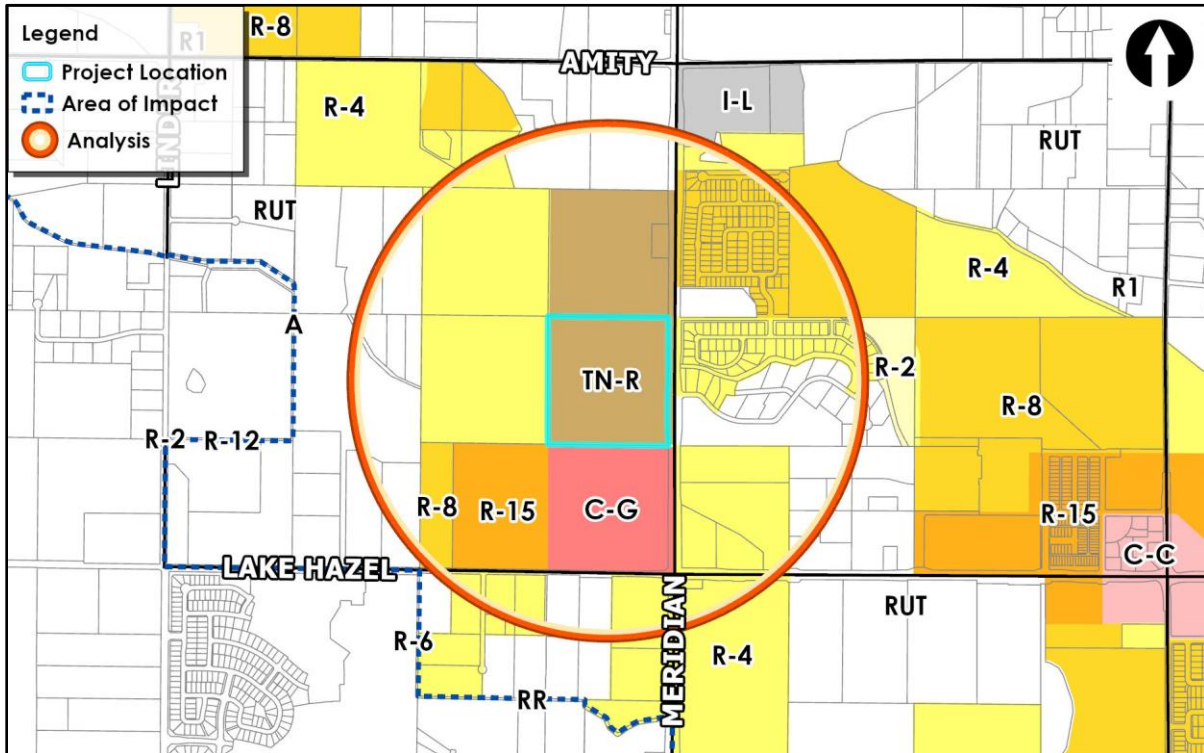 Legend
Project Location
Area of Impact
Analysis
R1
R-8
AMITY
R-4
I-L
RUT
LINDER
RUT
R-4
R1
A
TN-R
R-2
R-8
R-2
R-12
R-8
R-15
C-G
R-15
C-C
LAKE HAZEL
MERIDIAN
RUT
R-6
R-4
RR